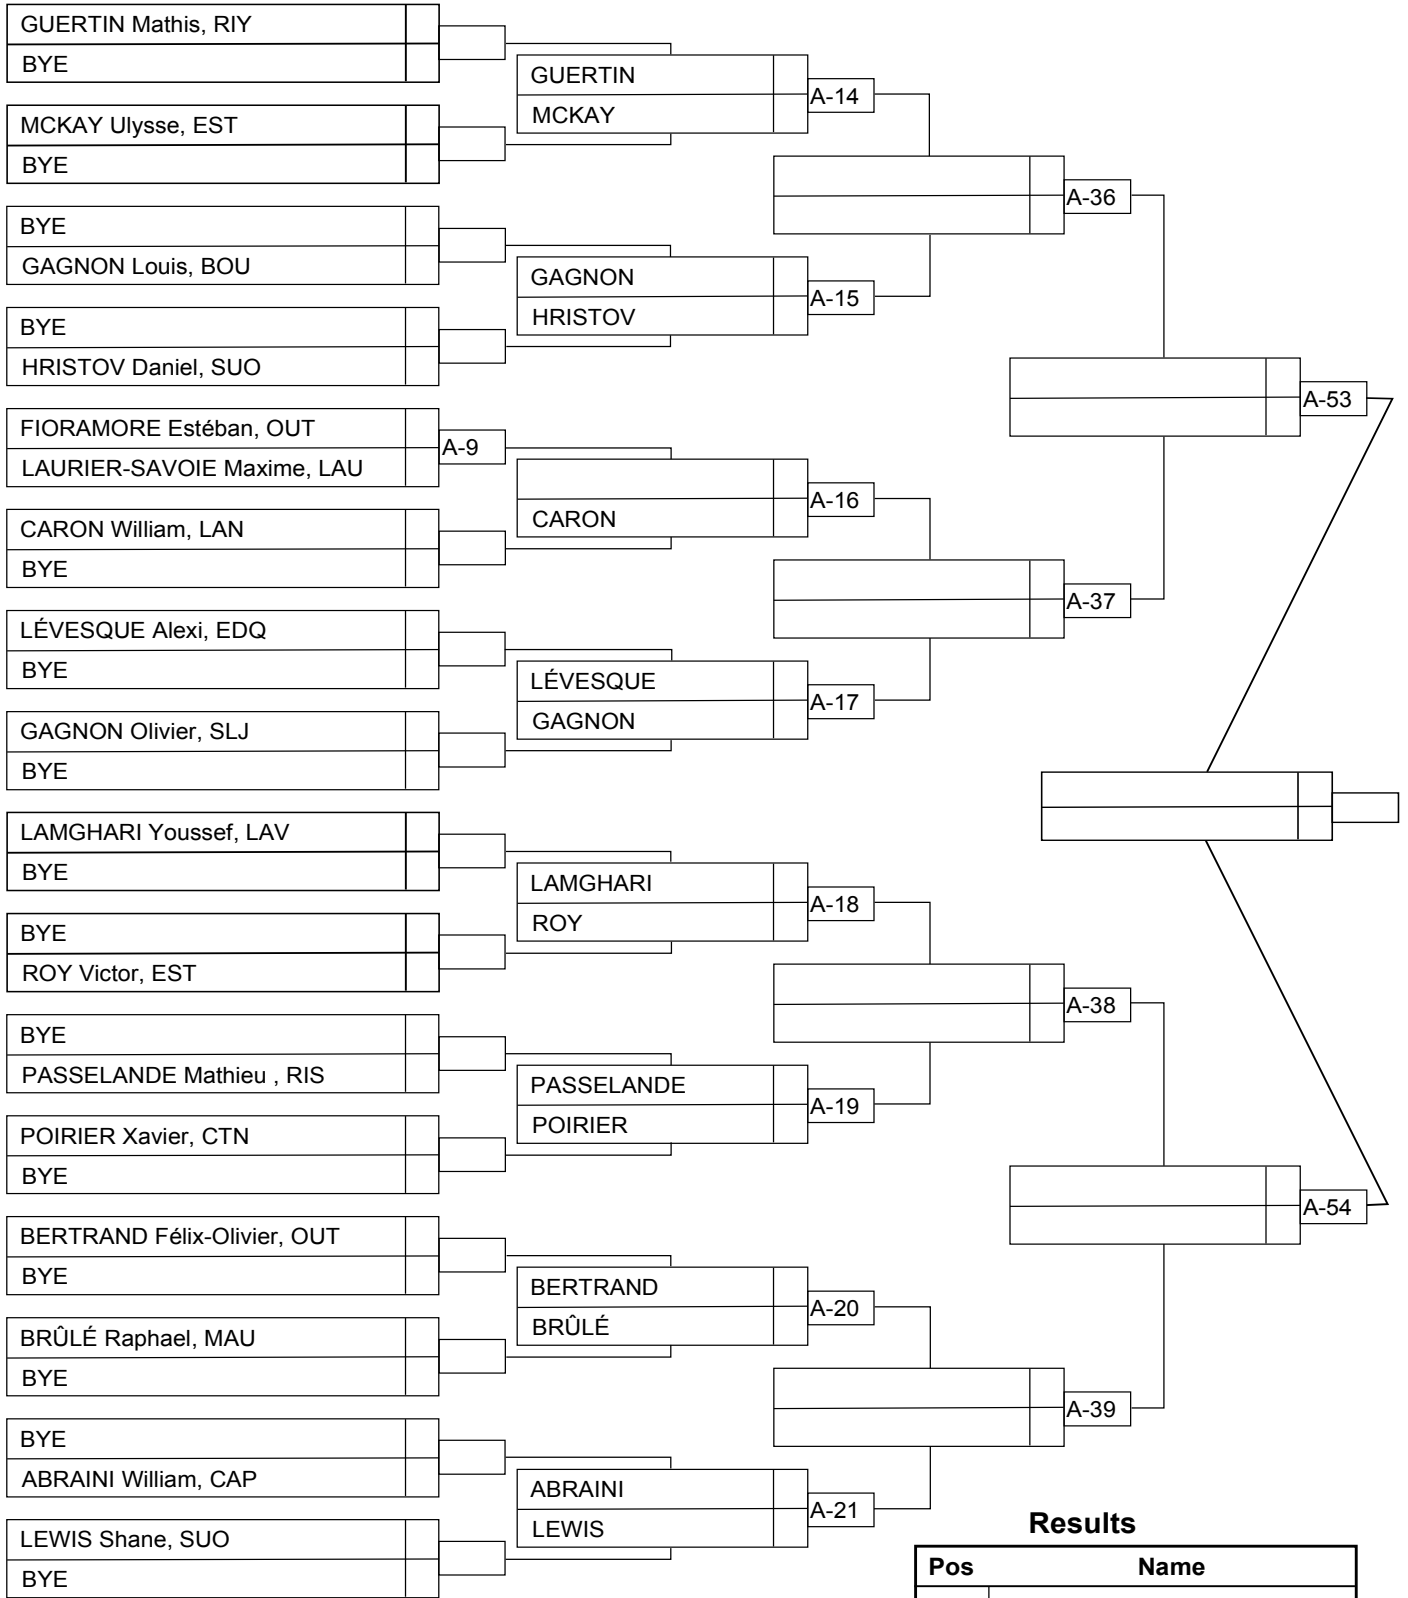 GUERTIN Mathis, RIY
BYE
MCKAY Ulysse, EST
BYE
BYE
GAGNON Louis, BOU
BYE
HRISTOV Daniel, SUO
FIORAMORE Estéban, OUT
LAURIER-SAVOIE Maxime, LAU
A-9
CARON William, LAN
BYE
LÉVESQUE Alexi, EDQ
BYE
GAGNON Olivier, SLJ
BYE
LAMGHARI Youssef, LAV
BYE
BYE
ROY Victor, EST
BYE
PASSELANDE Mathieu , RIS
POIRIER Xavier, CTN
BYE
BERTRAND Félix-Olivier, OUT
BYE
BRÛLÉ Raphael, MAU
BYE
BYE
ABRAINI William, CAP
LEWIS Shane, SUO
BYE
GUERTIN
MCKAY
A-14
GAGNON
HRISTOV
A-15
CARON
A-16
LÉVESQUE
GAGNON
A-17
LAMGHARI
ROY
A-18
PASSELANDE
POIRIER
A-19
BERTRAND
BRÛLÉ
A-20
ABRAINI
LEWIS
A-21
A-36
A-37
A-38
A-39
A-53
A-54
Results
Pos Name